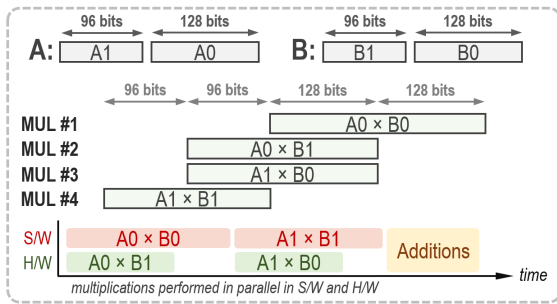 96 bits 128 bits 96 bits 128 bits
A: A1 A0 B: B1 B0
96 bits 96 bits 128 bits 128 bits
MUL #1 A0 × B0
MUL #2 A0 × B1
MUL #3 A1 × B0
MUL #4 A1 × B1
S/W A0 × B0 A1 × B1
H/W A0 × B1 A1 × B0
Additions
time
multiplications performed in parallel in S/W and H/W